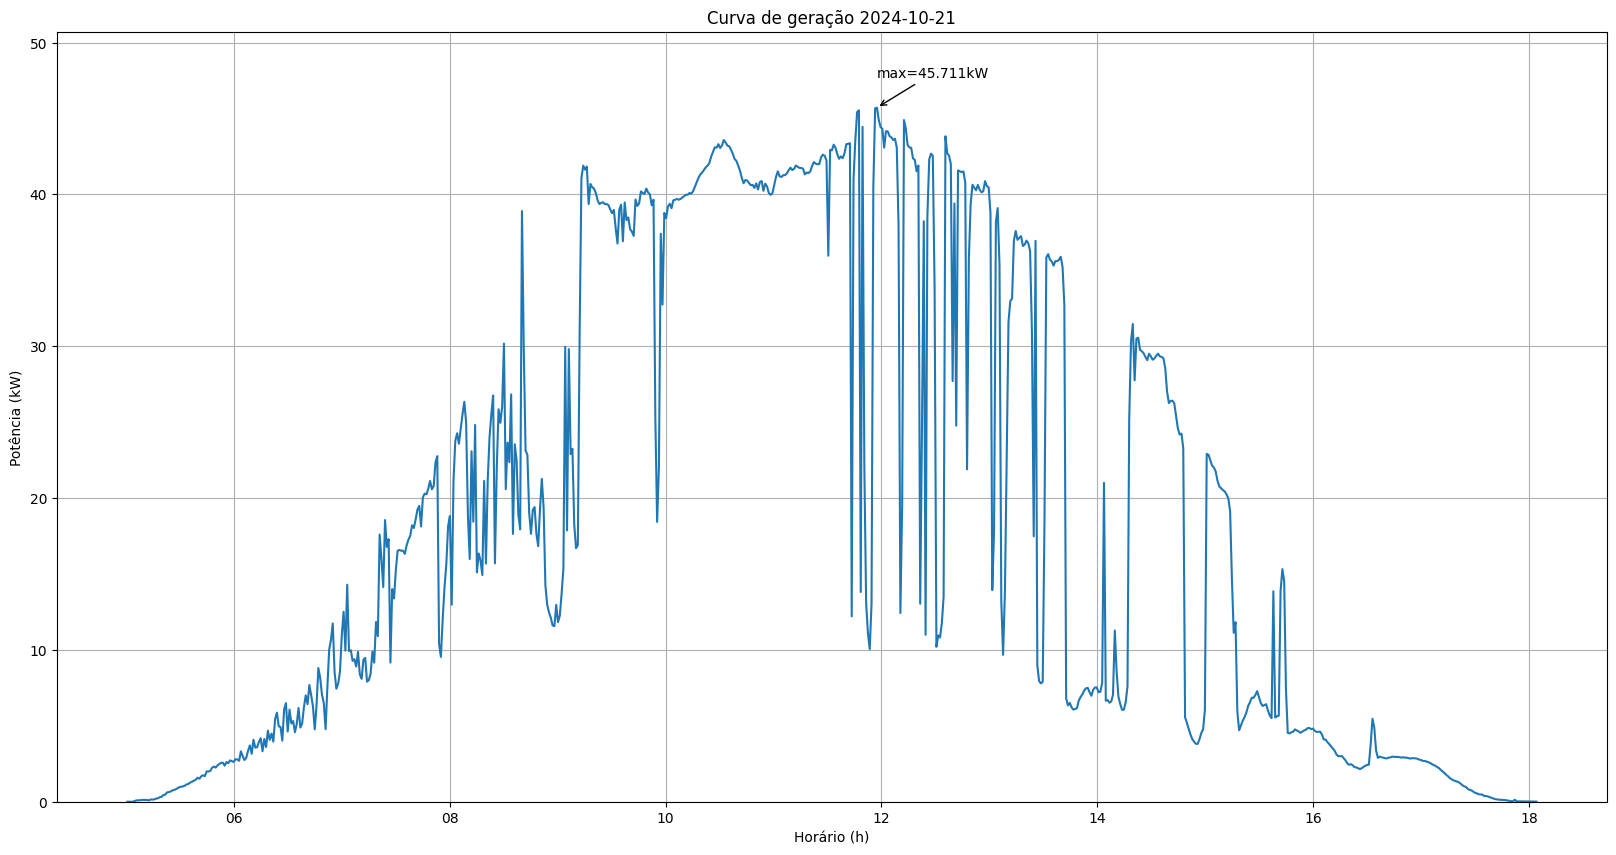 Curva de geração 2024-10-21
50
max=45.711kW
40
30
Potência (kW)
20
10
0
06 08 10 12 14 16 18
Horário (h)